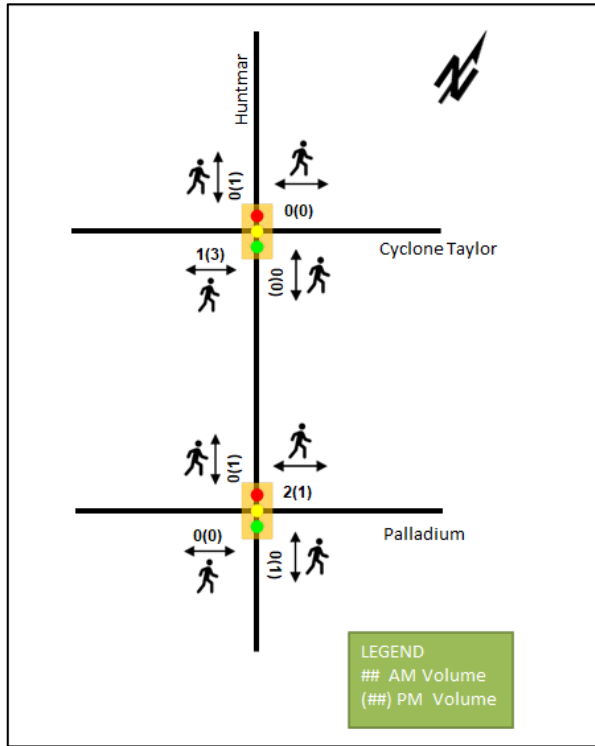 Huntmar
N
0(1)
0(0)
Cyclone Taylor
1(3)
0(0)
0(1)
2(1)
Palladium
0(0)
0(1)
LEGEND
## AM Volume
(##) PM Volume